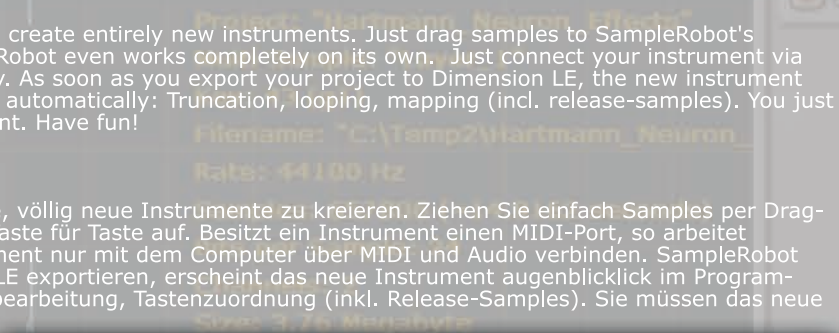 Project: "Hartmann Neuron Effects"
create entirely new instruments. Just drag samples to SampleRobot's
Robot even works completely on its own. Just connect your instrument via
y. As soon as you export your project to Dimension LE, the new instrument
automatically: Truncation, looping, mapping (incl. release-samples). You just
nt. Have fun!
Filename: "C:\Temp2\Hartmann_Neuron_
Rate: 44100 Hz
e, völlig neue Instrumente zu kreieren. Ziehen Sie einfach Samples per Drag-
aste für Taste auf. Besitzt ein Instrument einen MIDI-Port, so arbeitet
ment nur mit dem Computer über MIDI und Audio verbinden. SampleRobot
LE exportieren, erscheint das neue Instrument augenblicklick im Program-
bearbeitung, Tastenzuordnung (inkl. Release-Samples). Sie müssen das neue
Size: 3.76 Megabyte